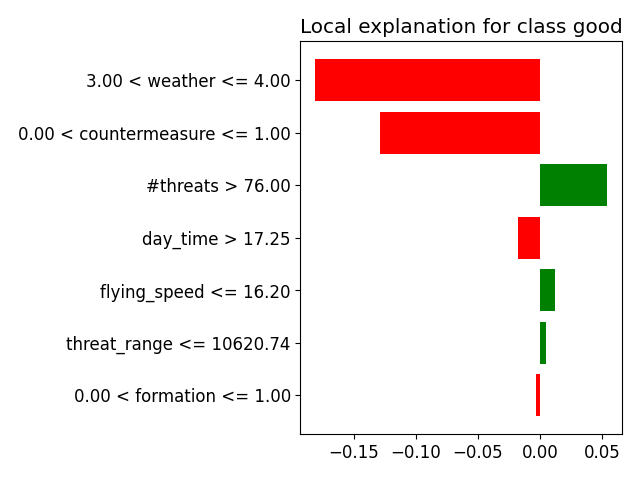 Local explanation for class good
3.00 < weather <= 4.00
0.00 < countermeasure <= 1.00
#threats > 76.00
day_time > 17.25
flying_speed <= 16.20
threat_range <= 10620.74
0.00 < formation <= 1.00
−0.15 −0.10 −0.05 0.00 0.05